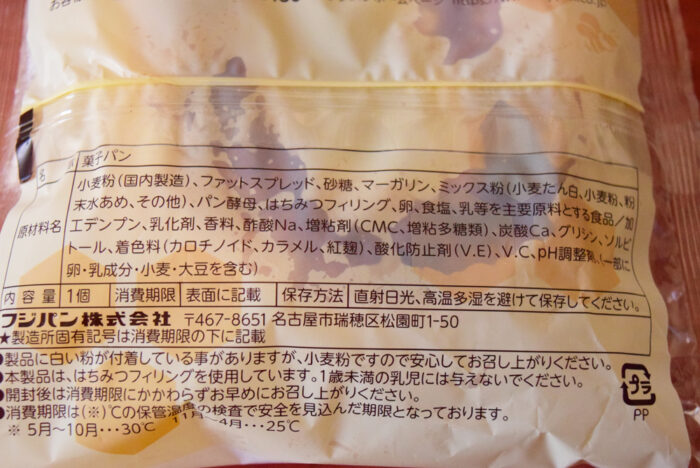 名 称 菓子パン
原材料名 小麦粉(国内製造)、ファットスプレッド、砂糖、マーガリン、ミックス粉(小麦たん白、小麦粉、粉
末水あめ、その他)、パン酵母、はちみつフィリング、卵、食塩、乳等を主要原料とする食品/加
エデンプン、乳化剤、香料、酢酸Na、増粘剤(CMC、増粘多糖類)、炭酸Ca、グリシン、ソルビ
トール、着色料(カロチノイド、カラメル、紅麹)、酸化防止剤(V.E)、V.C、pH調整剤、(一部に
卵・乳成分・小麦・大豆を含む)
内容量 1個 消費期限 表面に記載 保存方法 直射日光、高温多湿を避けて保存してください。
フジパン株式会社 〒467-8651 名古屋市瑞穂区松園町1-50
★製造所固有記号は消費期限の下に記載
●製品に白い粉が付着している事がありますが、小麦粉ですので安心してお召し上がりください。
●本製品は、はちみつフィリングを使用しています。1歳未満の乳児には与えないでください。
●開封後は消費期限にかかわらずお早めにお召し上がりください。
●消費期限は(※)℃の保管温度の検査で安全を見込んだ期限となっております。
※ 5月～10月…30℃ 11月～4月…25℃
プラ
PP